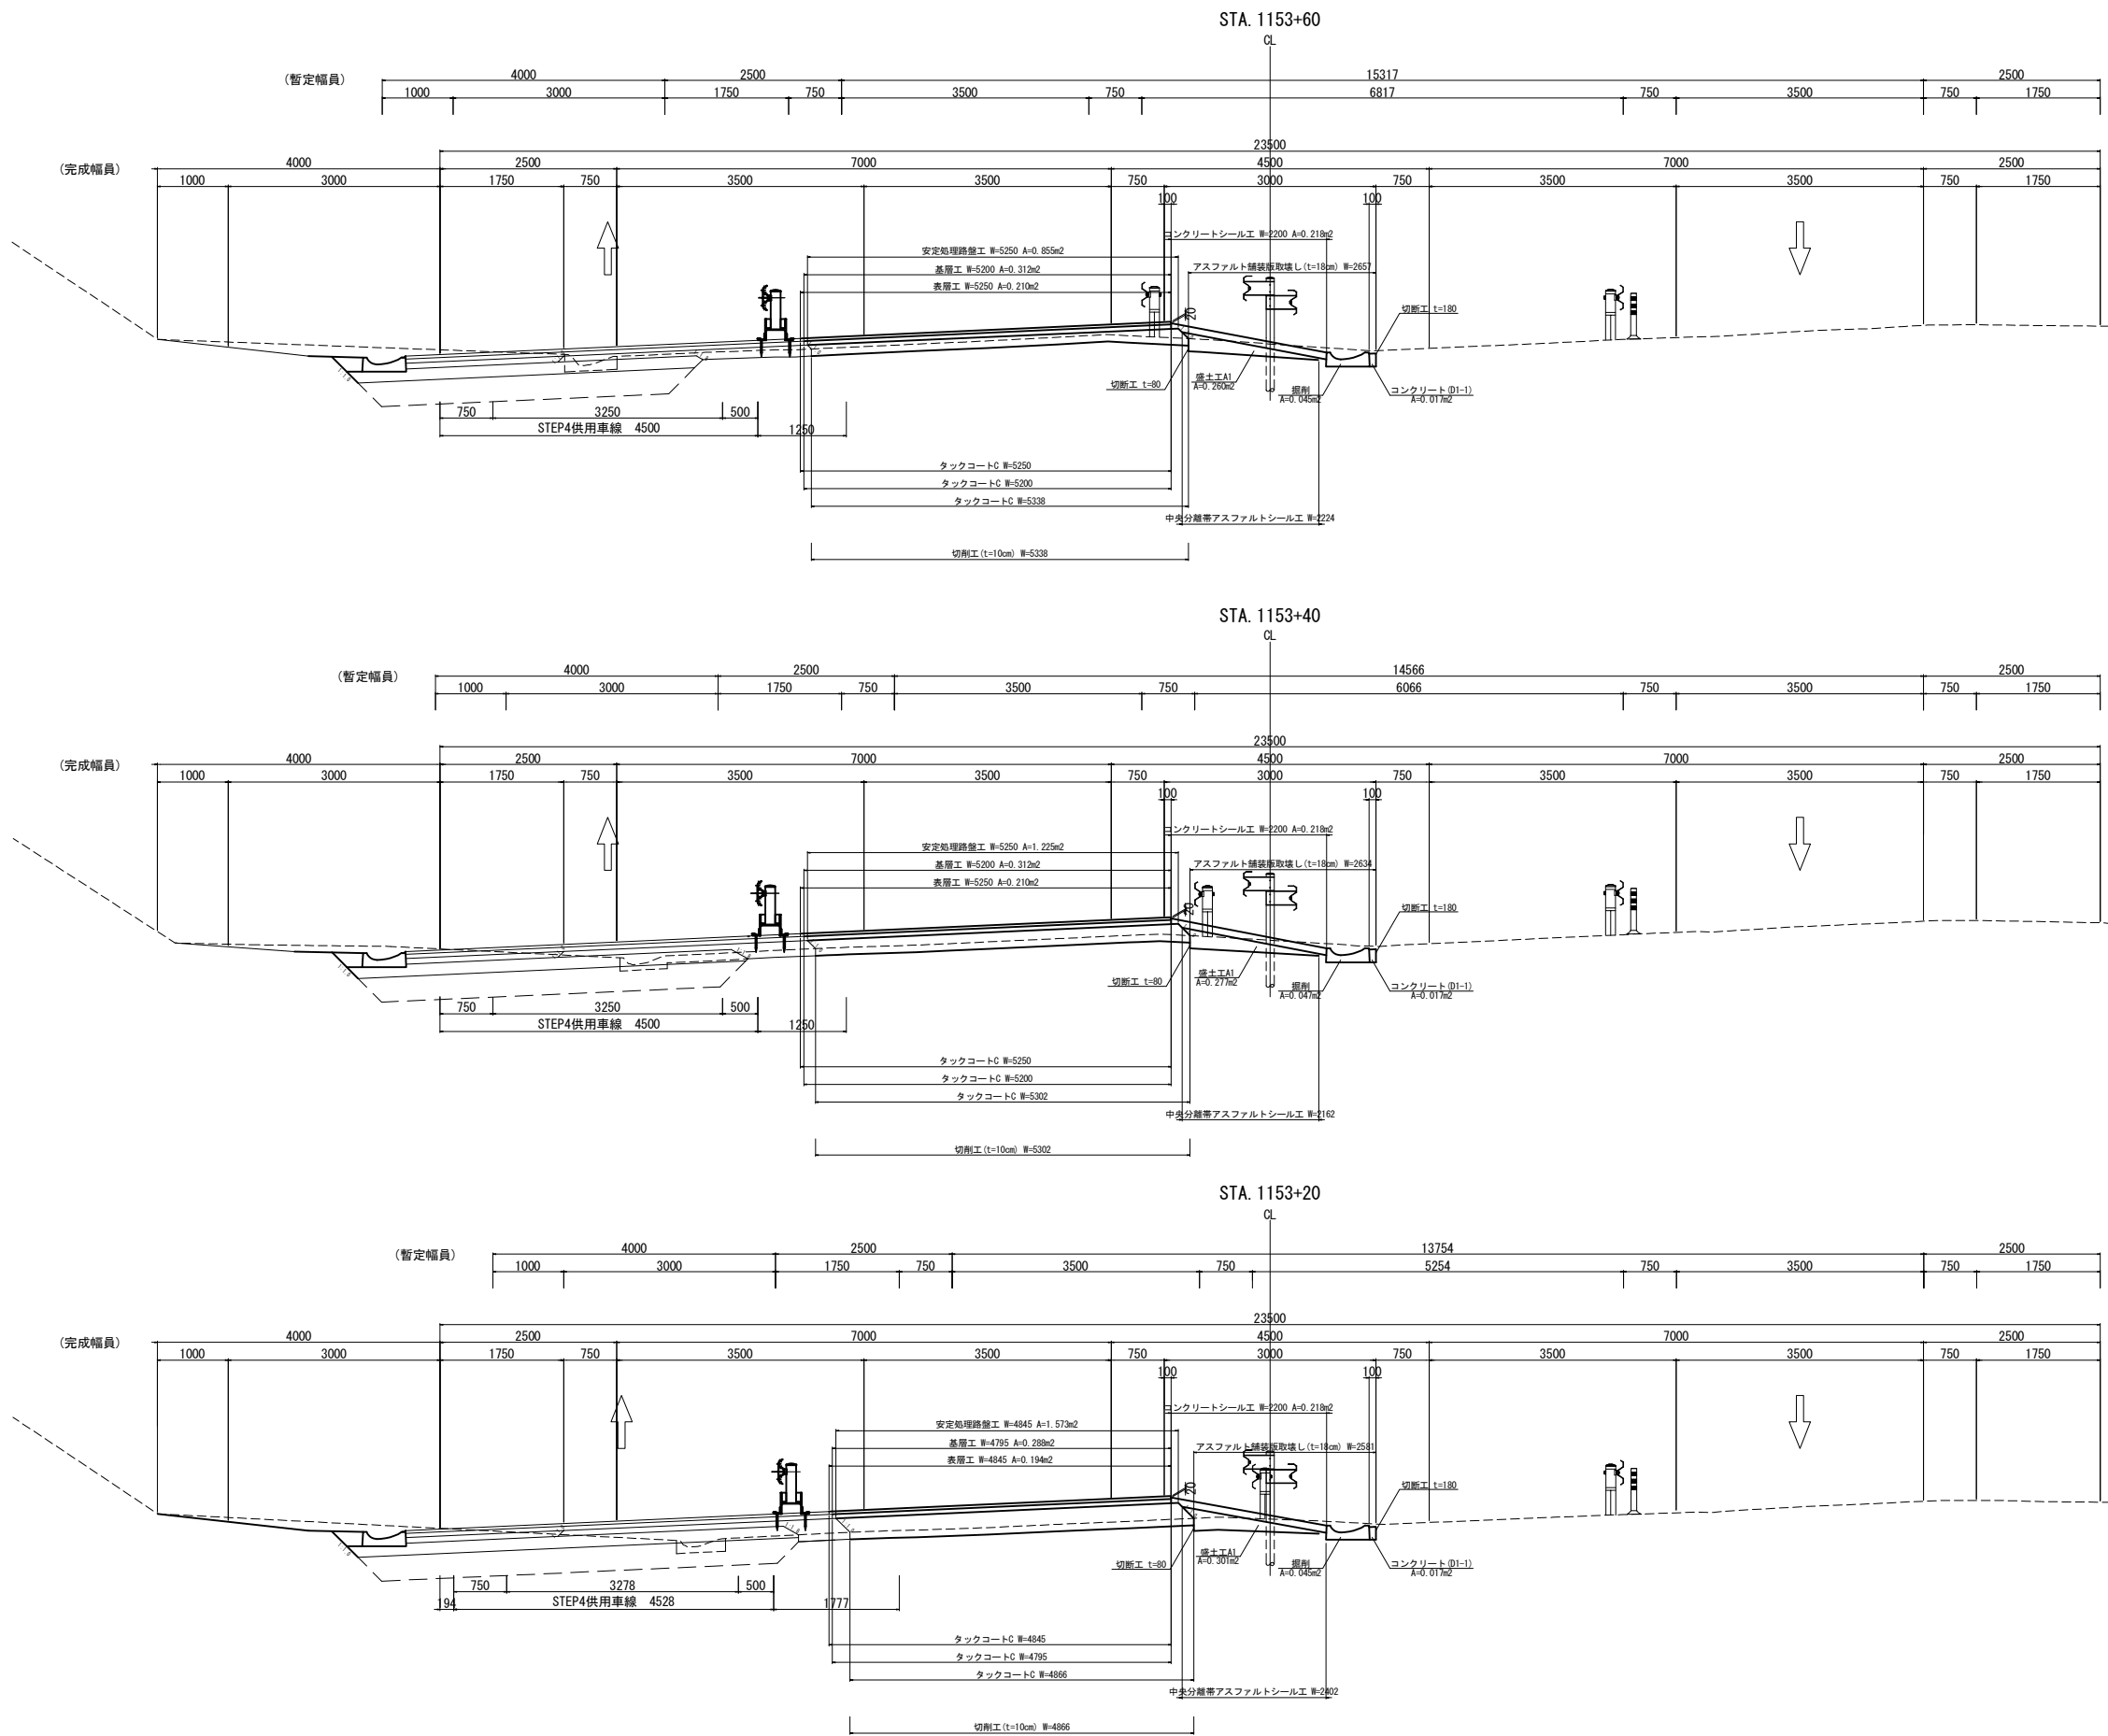 STA. 1153+60
CL
(暫定幅員) 4000 2500 15317 2500
1000 3000 1750 750 3500 750 6817 750 3500 750 1750
23500
(完成幅員) 4000 2500 7000 4500 7000 2500
1000 3000 1750 750 3500 3500 750 3000 750 3500 3500 750 1750
100 100
コンクリートシール工 W=2200 A=0.218m2
安定処理路盤工 W=5250 A=0.855m2
アスファルト舗装版取壊し(t=18cm) W=2657
基層工 W=5200 A=0.312m2
表層工 W=5250 A=0.210m2
切断工 t=180
20
切断工 t=80
盛土工A1
A=0.260m2
掘削
A=0.045m2
コンクリート(D1-1)
A=0.017m2
750 3250 500
STEP4供用車線 4500 1250
タックコートC W=5250
タックコートC W=5200
タックコートC W=5338
中央分離帯アスファルトシール工 W=2224
切削工(t=10cm) W=5338
STA. 1153+40
CL
(暫定幅員) 4000 2500 14566 2500
1000 3000 1750 750 3500 750 6066 750 3500 750 1750
23500
(完成幅員) 4000 2500 7000 4500 7000 2500
1000 3000 1750 750 3500 3500 750 3000 750 3500 3500 750 1750
100 100
コンクリートシール工 W=2200 A=0.218m2
安定処理路盤工 W=5250 A=1.225m2
アスファルト舗装版取壊し(t=18cm) W=2634
基層工 W=5200 A=0.312m2
表層工 W=5250 A=0.210m2
切断工 t=180
20
切断工 t=80
盛土工A1
A=0.277m2
掘削
A=0.047m2
コンクリート(D1-1)
A=0.017m2
750 3250 500
STEP4供用車線 4500 1250
タックコートC W=5250
タックコートC W=5200
タックコートC W=5302
中央分離帯アスファルトシール工 W=2162
切削工(t=10cm) W=5302
STA. 1153+20
CL
(暫定幅員) 4000 2500 13754 2500
1000 3000 1750 750 3500 750 5254 750 3500 750 1750
23500
(完成幅員) 4000 2500 7000 4500 7000 2500
1000 3000 1750 750 3500 3500 750 3000 750 3500 3500 750 1750
100 100
コンクリートシール工 W=2200 A=0.218m2
安定処理路盤工 W=4845 A=1.573m2
アスファルト舗装版取壊し(t=18cm) W=2581
基層工 W=4795 A=0.288m2
表層工 W=4845 A=0.194m2
切断工 t=180
20
切断工 t=80
盛土工A1
A=0.301m2
掘削
A=0.045m2
コンクリート(D1-1)
A=0.017m2
750 3278 500
194 STEP4供用車線 4528 1777
タックコートC W=4845
タックコートC W=4795
タックコートC W=4866
中央分離帯アスファルトシール工 W=2402
切削工(t=10cm) W=4866